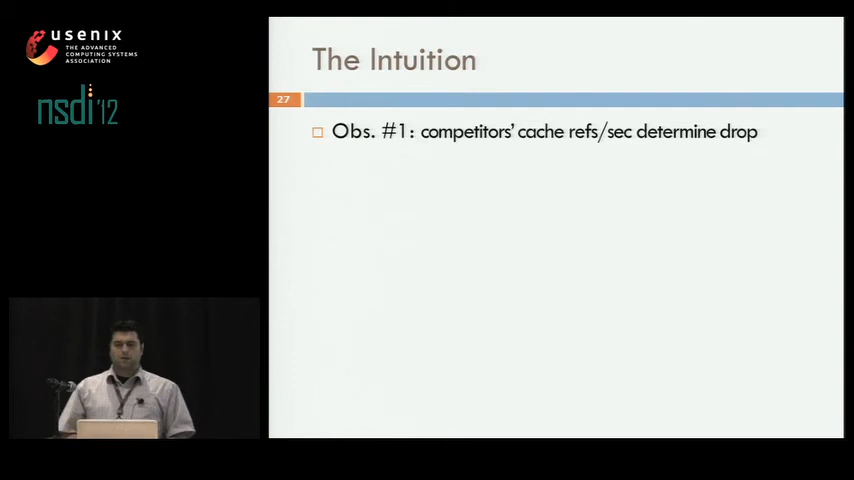 usenix
THE ADVANCED
COMPUTING SYSTEMS
ASSOCIATION
nsdi '12
The Intuition
27
Obs. #1: competitors' cache refs/sec determine drop